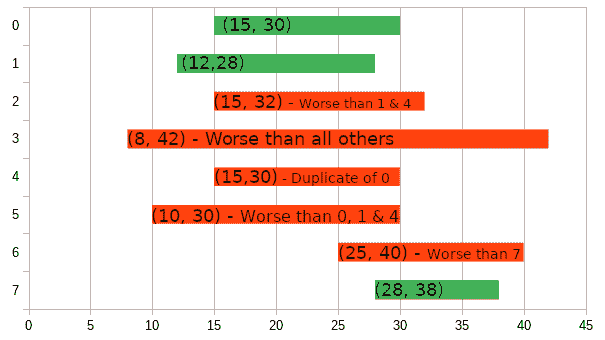 0 (15, 30)
1 (12,28)
2 (15, 32) - Worse than 1 & 4
3 (8, 42) - Worse than all others
4 (15,30) - Duplicate of 0
5 (10, 30) - Worse than 0, 1 & 4
6 (25, 40) - Worse than 7
7 (28, 38)
0 5 10 15 20 25 30 35 40 45